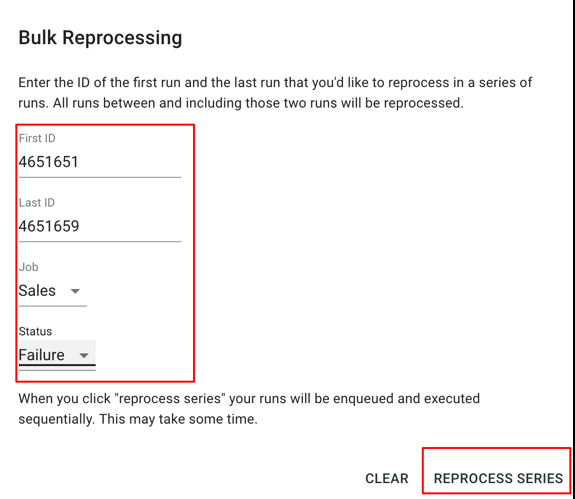 Bulk Reprocessing
Enter the ID of the first run and the last run that you'd like to reprocess in a series of
runs. All runs between and including those two runs will be reprocessed.
First ID
4651651
Last ID
4651659
Job
Sales
Status
Failure
When you click "reprocess series" your runs will be enqueued and executed
sequentially. This may take some time.
CLEAR REPROCESS SERIES